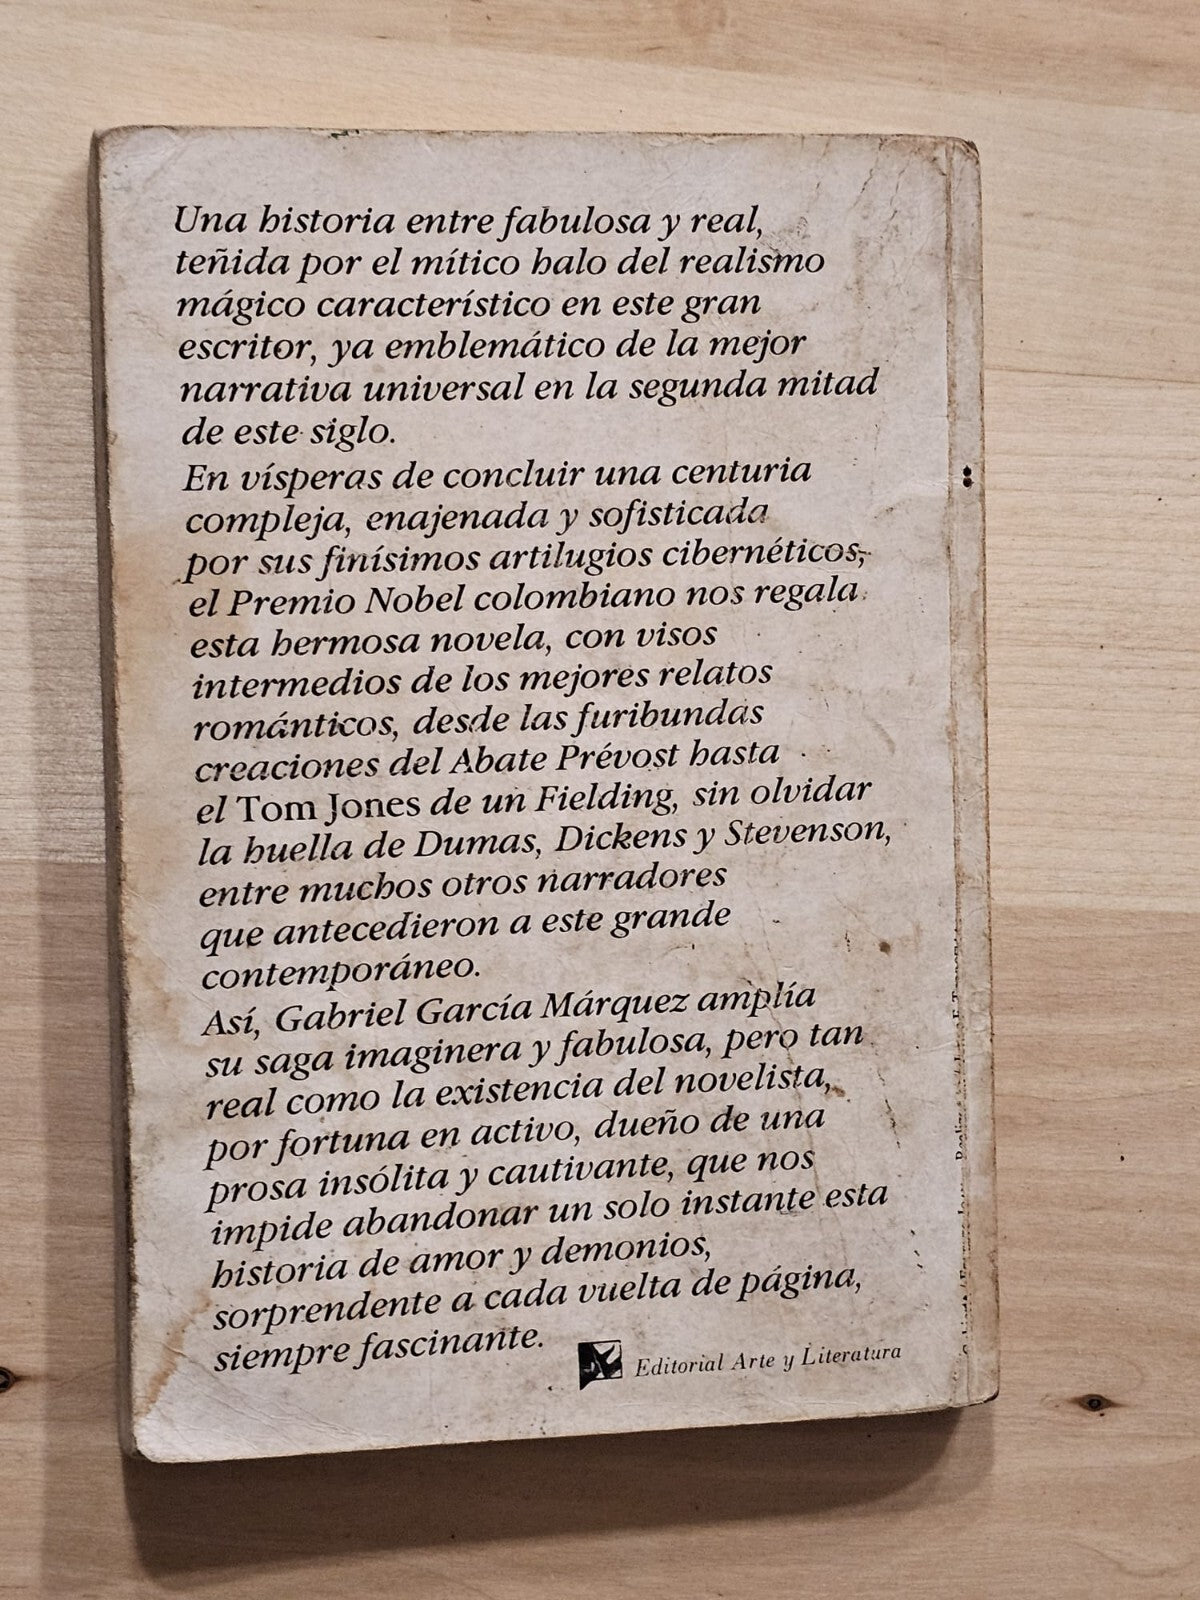 Una historia entre fabulosa y real,
teñida por el mítico halo del realismo
mágico característico en este gran
escritor, ya emblemático de la mejor
narrativa universal en la segunda mitad
de este siglo.
En vísperas de concluir una centuria
compleja, enajenada y sofisticada
por sus finísimos artilugios cibernéticos,
el Premio Nobel colombiano nos regala
esta hermosa novela, con visos
intermedios de los mejores relatos
románticos, desde las furibundas
creaciones del Abate Prévost hasta
el Tom Jones de un Fielding, sin olvidar
la huella de Dumas, Dickens y Stevenson,
entre muchos otros narradores
que antecedieron a este grande
contemporáneo.
Así, Gabriel García Márquez amplía
su saga imaginera y fabulosa, pero tan
real como la existencia del novelista,
por fortuna en activo, dueño de una
prosa insólita y cautivante, que nos
impide abandonar un solo instante esta
historia de amor y demonios,
sorprendente a cada vuelta de página,
siempre fascinante.
Editorial Arte y Literatura